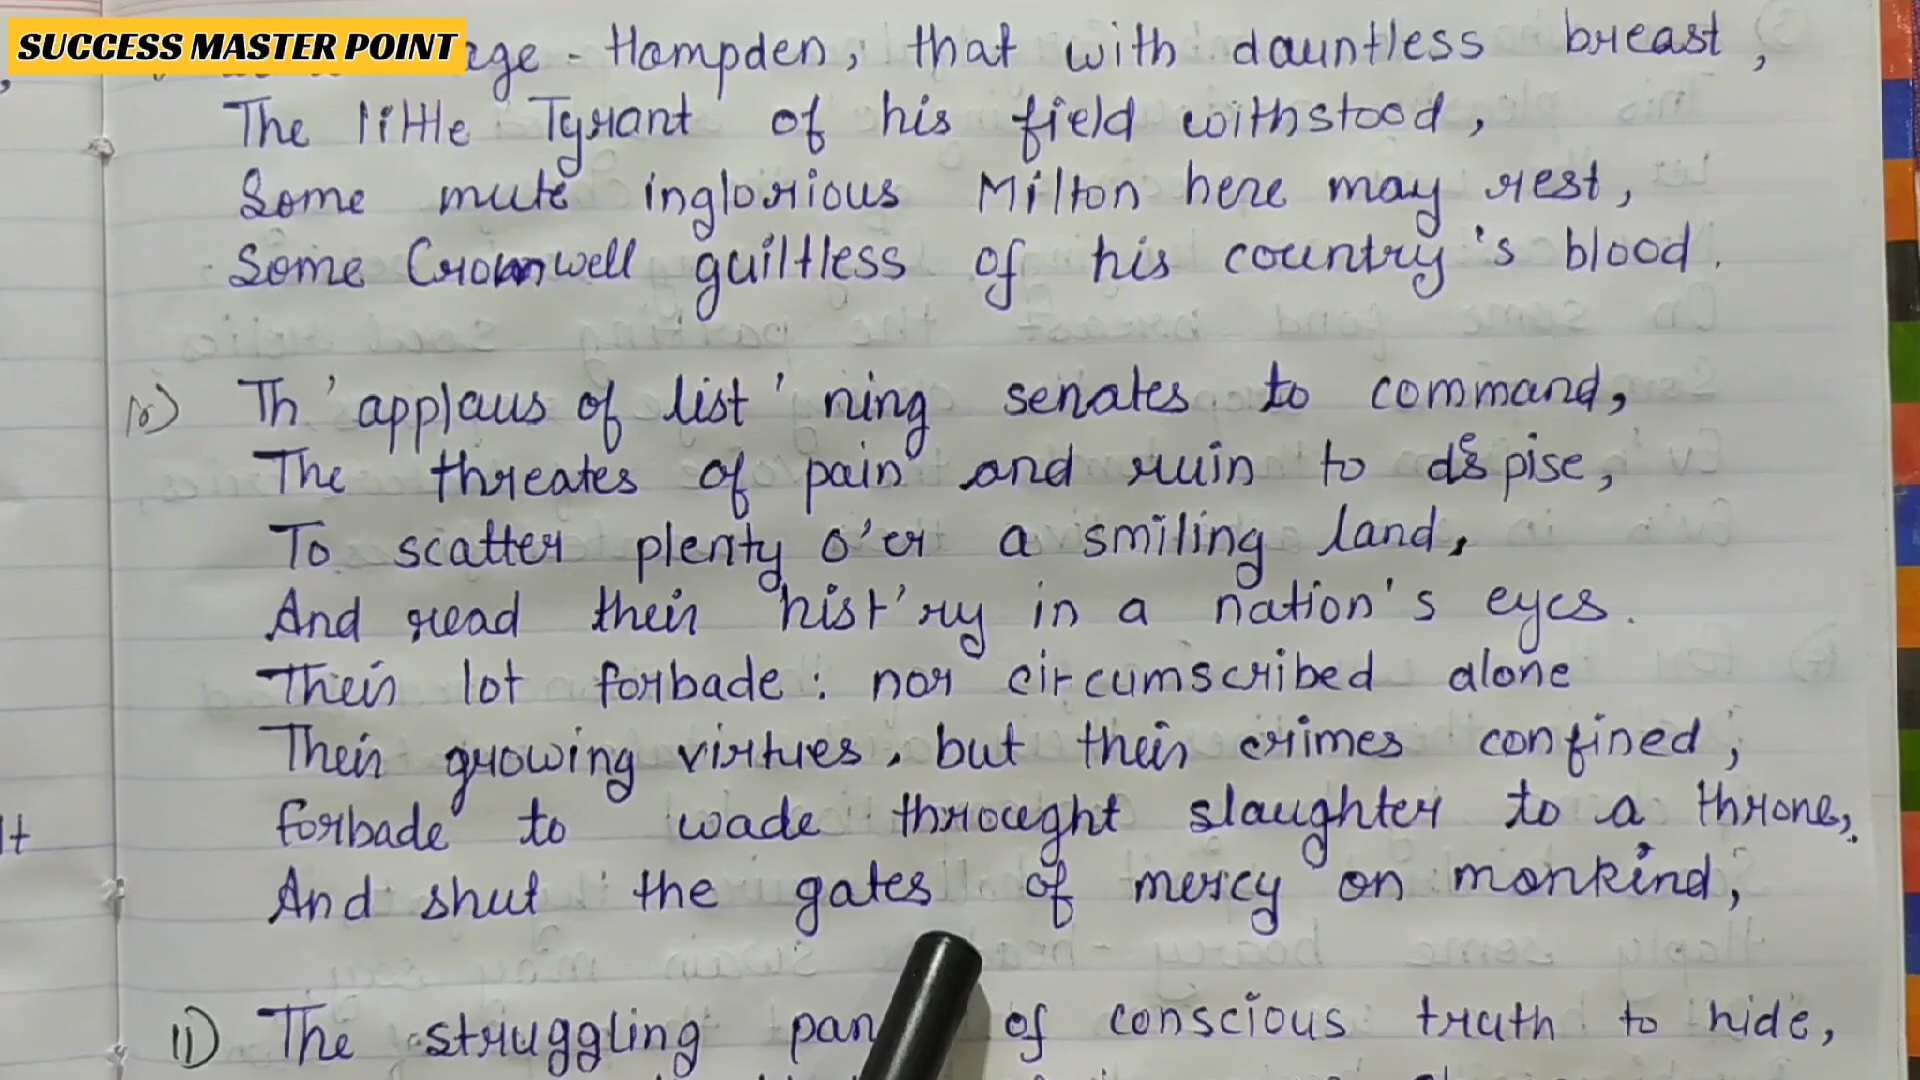 SUCCESS MASTER POINT
age - Hampden, that with dauntless breast,
The little Tyrant of his field withstood,
Some mute inglorious Milton here may rest,
Some Cromwell guiltless of his country's blood.
10) Th' applaus of list'ning senates to command,
The threates of pain and ruin to despise,
To scatter plenty o'er a smiling land,
And read their hist'ry in a nation's eyes.
Their lot forbade: nor circumscribed alone
Their growing virtues, but their crimes confined;
forbade to wade throught slaughter to a throne,
And shut the gates of mercy on mankind,
11) The struggling pan of conscious truth to hide,
It